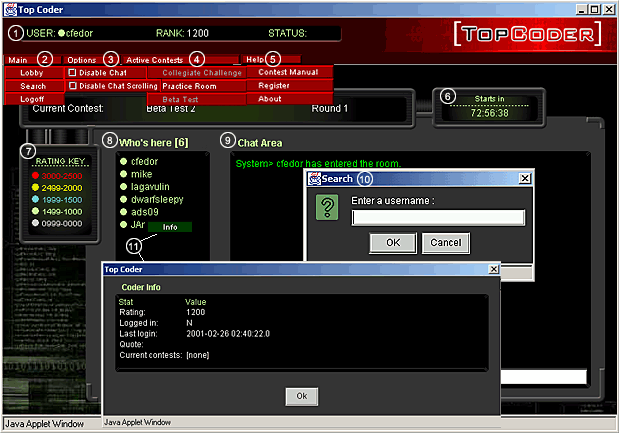 Top Coder
1 USER: cfedor RANK: 1200 STATUS:
[TOPCODER]
Main 2 Options 3 Active Contests 4 Help 5
Lobby Disable Chat Collegiate Challenge Contest Manual
Search Disable Chat Scrolling Practice Room Register
Logoff Beta Test About
Current Contest: Beta Test 2 Round 1
6 Starts in
72:56:38
7 8 Who's here [6] 9 Chat Area
RATING KEY
3000-2500
2499-2000
1999-1500
1499-1000
0999-0000
cfedor
mike
lagavulin
dwarfsleepy
ads09
JAr Info
11
System> cfedor has entered the room.
Search 10
Enter a username :
OK Cancel
Top Coder
Coder Info
Stat Value
Rating: 1200
Logged in: N
Last login: 2001-02-26 02:40:22.0
Quote:
Current contests: [none]
Ok
Java Applet Window
Java Applet Window